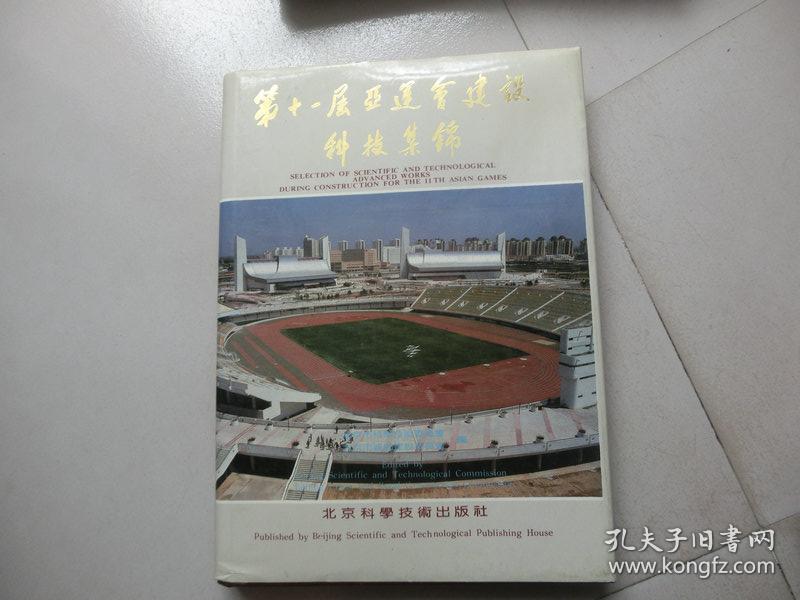 第十一届亚运會建設
科技集锦
SELECTION OF SCIENTIFIC AND TECHNOLOGICAL
ADVANCED WORKS
DURING CONSTRUCTION FOR THE 11TH ASIAN GAMES
Edited by
Scientific and Technological Commission
北京科學技術出版社
Published by Beijing Scientific and Technological Publishing House
孔夫子旧书网
www.kongfz.com